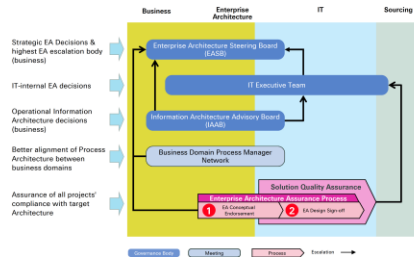 Business
Enterprise
Architecture
IT
Sourcing
Strategic EA Decisions &
highest EA escalation body
(business)
Enterprise Architecture Steering Board
(EASB)
IT-internal EA decisions
IT Executive Team
Operational Information
Architecture decisions
(business)
Information Architecture Advisory Board
(IAAB)
Better alignment of Process
Architecture between
business domains
Business Domain Process Manager
Network
Assurance of all projects'
compliance with target
Architecture
Solution Quality Assurance
Enterprise Architecture Assurance Process
1
EA Conceptual
Endorsement
2
EA Design Sign-off
Governance Body
Meeting
Process
Escalation